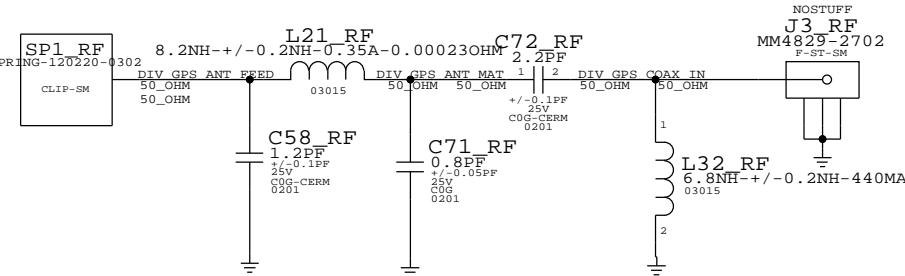 NOSTUFF
J3_RF
MM4829-2702
F-ST-SM
SP1_RF
PRING-120220-0302
CLIP-SM
L21_RF
8.2NH-+/-0.2NH-0.35A-0.00023OHM
03015
C72_RF
2.2PF
1 2
+/-0.1PF
25V
C0G-CERM
0201
DIV_GPS_ANT_FEED
50_OHM
50_OHM
DIV_GPS_ANT_MAT
50_OHM 50_OHM
DIV_GPS_COAX_IN
50_OHM 50_OHM
C58_RF
1.2PF
+/-0.1PF
25V
C0G-CERM
0201
C71_RF
0.8PF
+/-0.05PF
25V
C0G
0201
1
L32_RF
6.8NH-+/-0.2NH-440MA
03015
2